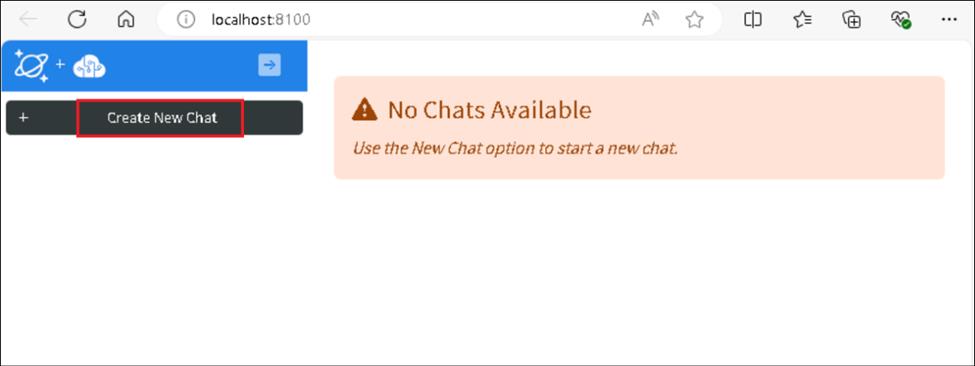 localhost:8100
A
+
+ Create New Chat
No Chats Available
Use the New Chat option to start a new chat.